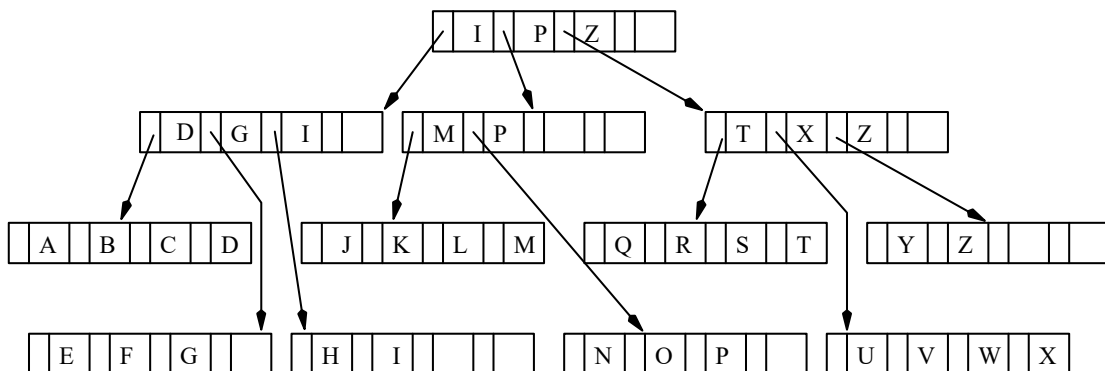 I P Z
D G I M P T X Z
A B C D J K L M Q R S T Y Z
E F G H I N O P U V W X